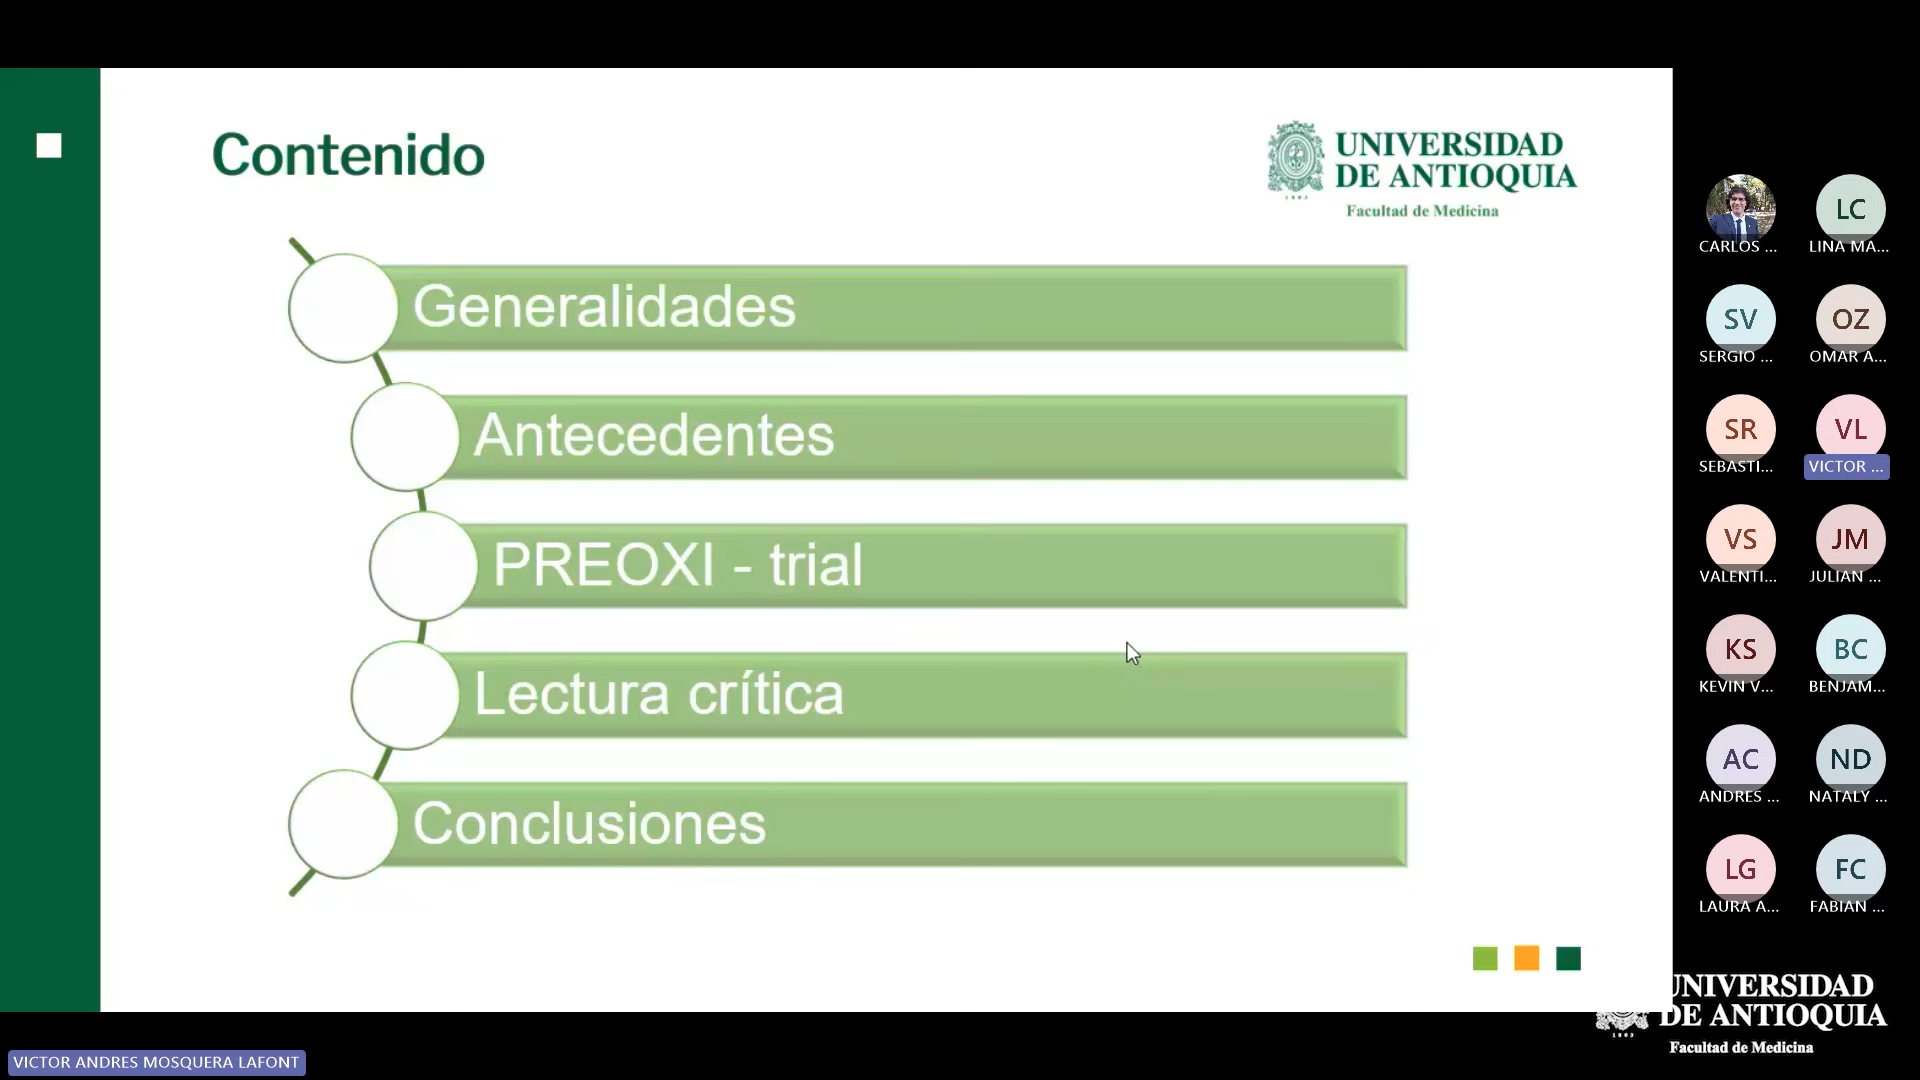 Contenido
UNIVERSIDAD
DE ANTIOQUIA
1803
Facultad de Medicina
Generalidades
Antecedentes
PREOXI - trial
Lectura crítica
Conclusiones
CARLOS ...
LC
LINA MA...
SV
SERGIO ...
OZ
OMAR A...
SR
SEBASTI...
VL
VICTOR ...
VS
VALENTI...
JM
JULIAN ...
KS
KEVIN V...
BC
BENJAM...
AC
ANDRES ...
ND
NATALY ...
LG
LAURA A...
FC
FABIAN ...
UNIVERSIDAD
DE ANTIOQUIA
1803
Facultad de Medicina
VICTOR ANDRES MOSQUERA LAFONT